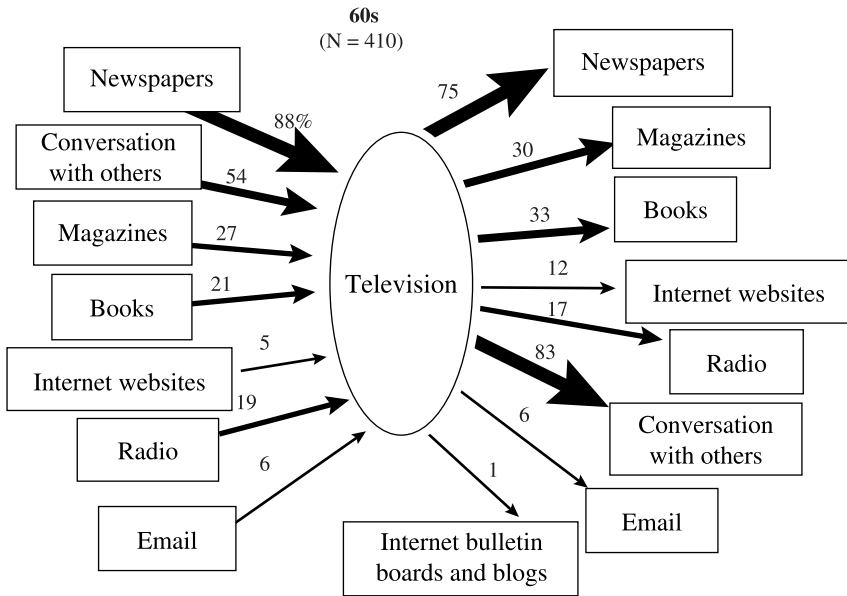 60s
(N = 410)
Newspapers
88%
Conversation
with others
54
Magazines
27
Books
21
Internet websites
5
Radio
19
Email
6
Television
75
Newspapers
30
Magazines
33
Books
12
Internet websites
17
Radio
83
Conversation
with others
6
Email
1
Internet bulletin
boards and blogs